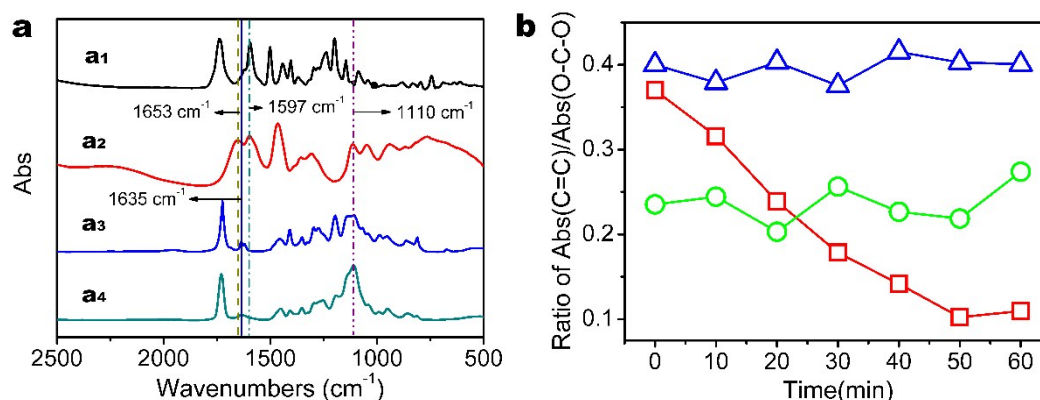 a
a1
1653 cm-1
1597 cm-1
1110 cm-1
a2
1635 cm-1
a3
a4
Abs
2500 2000 1500 1000 500
Wavenumbers (cm-1)
b
0.4
0.3
0.2
0.1
Ratio of Abs(C=C)/Abs(O-C-O)
0 10 20 30 40 50 60
Time(min)